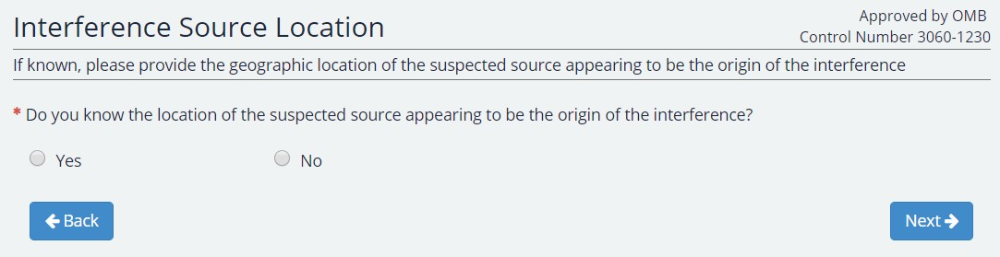 Interference Source Location
Approved by OMB
Control Number 3060-1230
If known, please provide the geographic location of the suspected source appearing to be the origin of the interference
* Do you know the location of the suspected source appearing to be the origin of the interference?
Yes No
Back Next